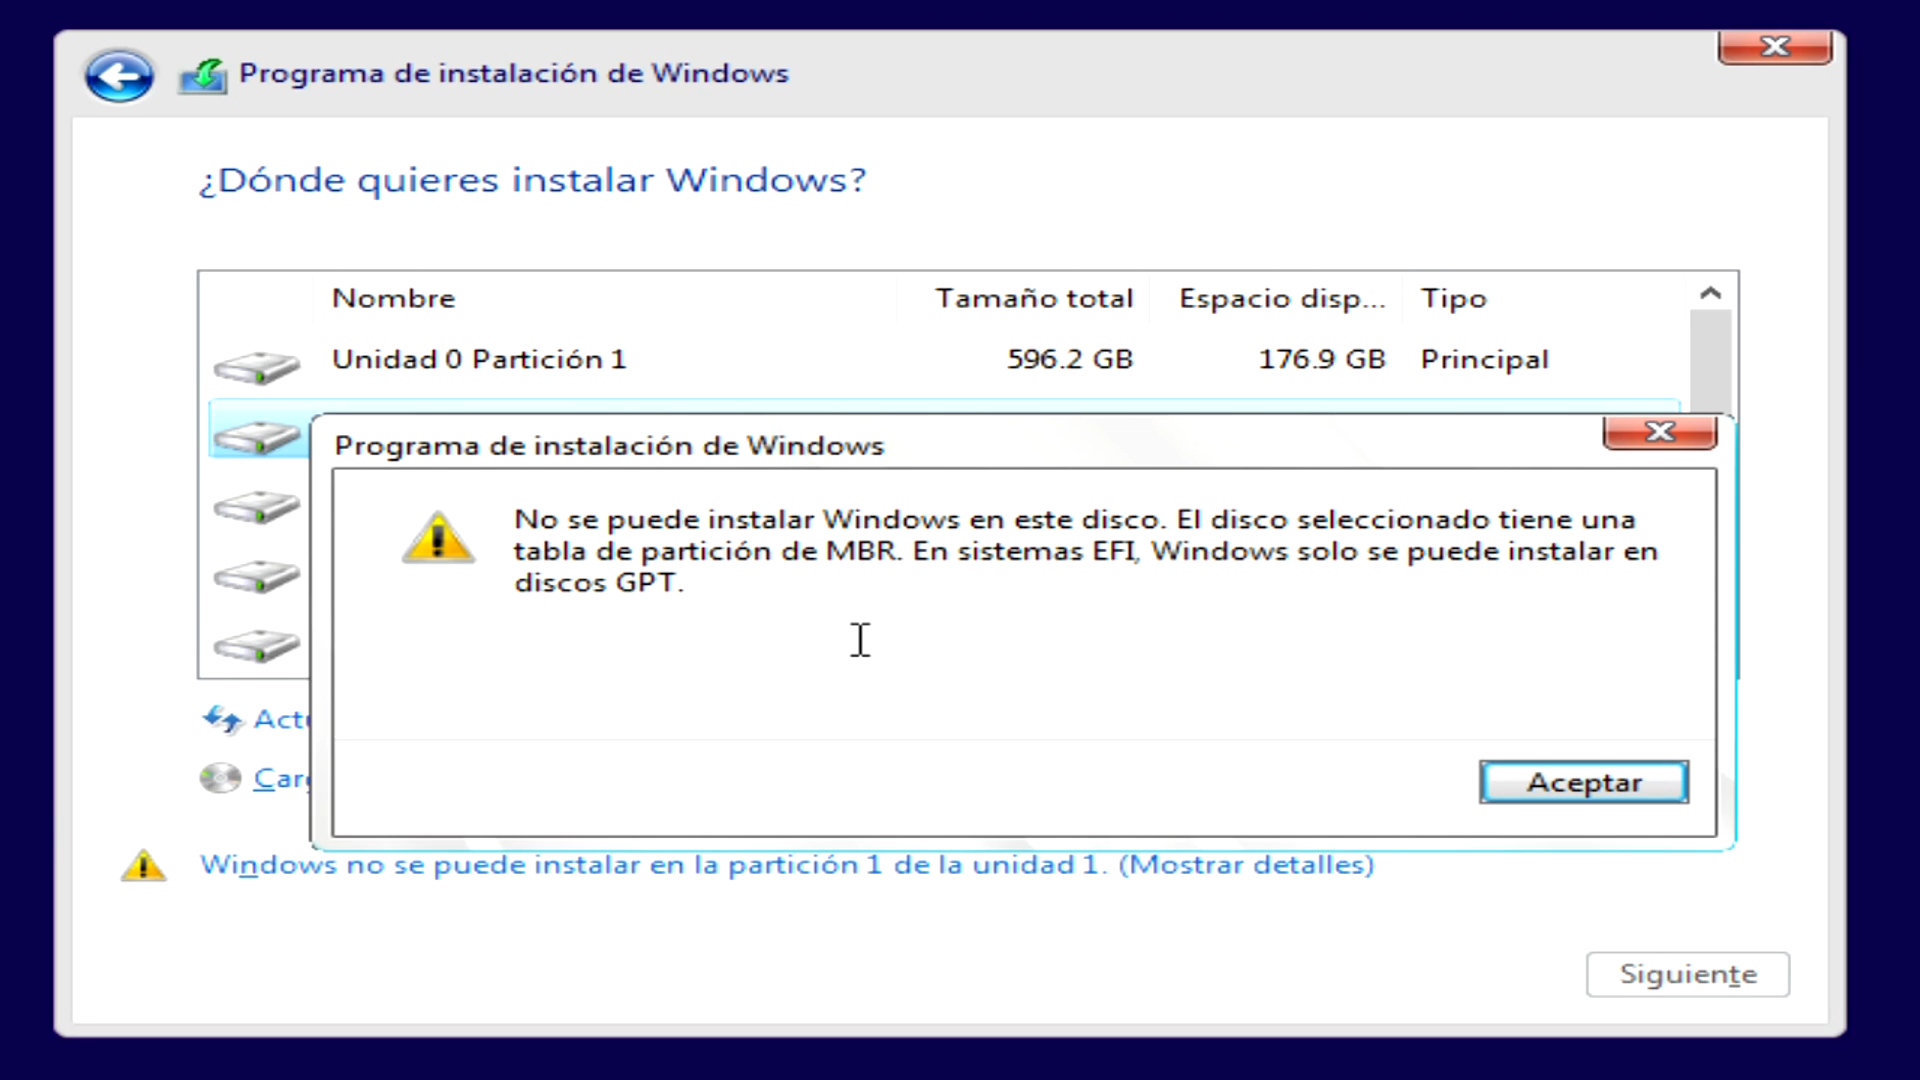 Programa de instalación de Windows
¿Dónde quieres instalar Windows?
Nombre Tamaño total Espacio disp... Tipo
Unidad 0 Partición 1 596.2 GB 176.9 GB Principal
Programa de instalación de Windows
No se puede instalar Windows en este disco. El disco seleccionado tiene una
tabla de partición de MBR. En sistemas EFI, Windows solo se puede instalar en
discos GPT.
Aceptar
Windows no se puede instalar en la partición 1 de la unidad 1. (Mostrar detalles)
Siguiente